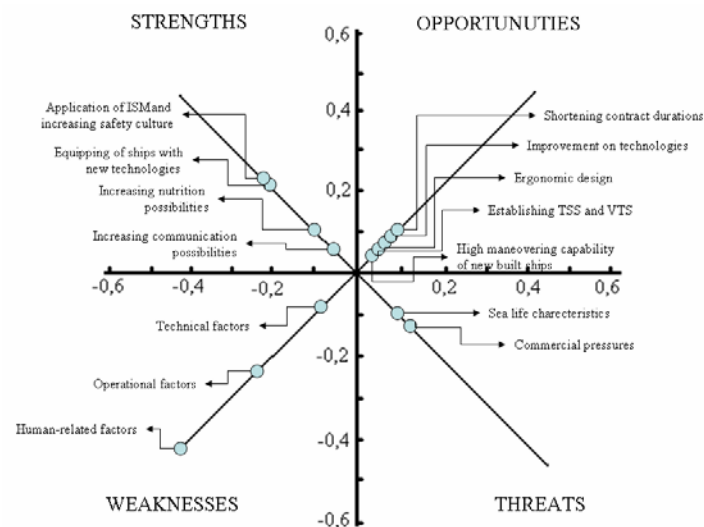 STRENGTHS
OPPORTUNUTIES
0,6
Application of ISMand
increasing safety culture
0,4
Shortening contract durations
Equipping of ships with
new technologies
Improvement on technologies
Increasing nutrition
possibilities
0,2
Ergonomic design
Increasing communication
possibilities
Establishing TSS and VTS
High maneovering capability
of new built ships
-0,6
-0,4
-0,2
0,2
0,4
0,6
Technical factors
Sea life charecteristics
Commercial pressures
-0,2
Operational factors
Human-related factors
-0,4
WEAKNESSES
THREATS
-0,6